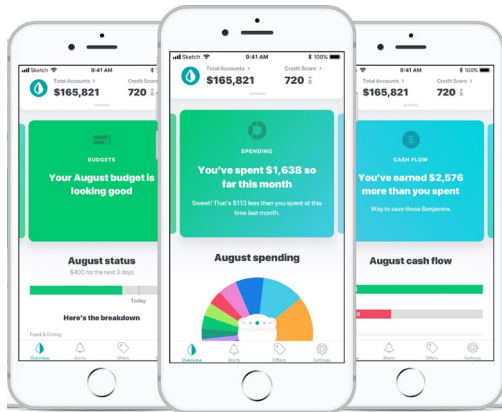 Sketch 9:41 AM
Total Accounts > Credit Score >
$165,821 720
BUDGETS
Your August budget is
looking good
August status
$400 for the next 3 days
Today
Here's the breakdown
Food & Dining
Overview Alerts Offers
Sketch 9:41 AM 100%
Total Accounts > Credit Score >
$165,821 720
SPENDING
You've spent $1,638 so
far this month
Sweet! That's $113 less than you spent at this
time last month.
August spending
Overview Alerts Offers Settings
9:41 AM 100%
Total Accounts > Credit Score >
$165,821 720
$
CASH FLOW
You've earned $2,576
more than you spent
Way to save those Benjamins.
August cash flow
Alerts Offers Settings